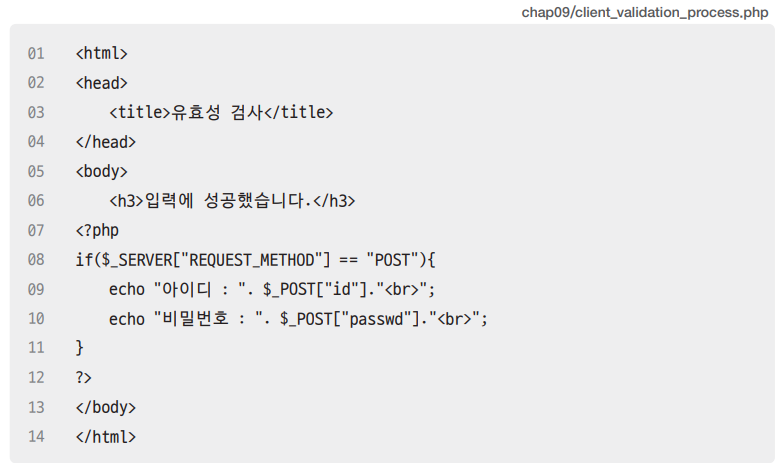 chap09/client_validation_process.php
01 <html>
02 <head>
03     <title>유효성 검사</title>
04 </head>
05 <body>
06     <h3>입력에 성공했습니다.</h3>
07 <?php
08 if($_SERVER["REQUEST_METHOD"] == "POST"){
09     echo "아이디 : ". $_POST["id"]."<br>";
10     echo "비밀번호 : ". $_POST["passwd"]."<br>";
11 }
12 ?>
13 </body>
14 </html>